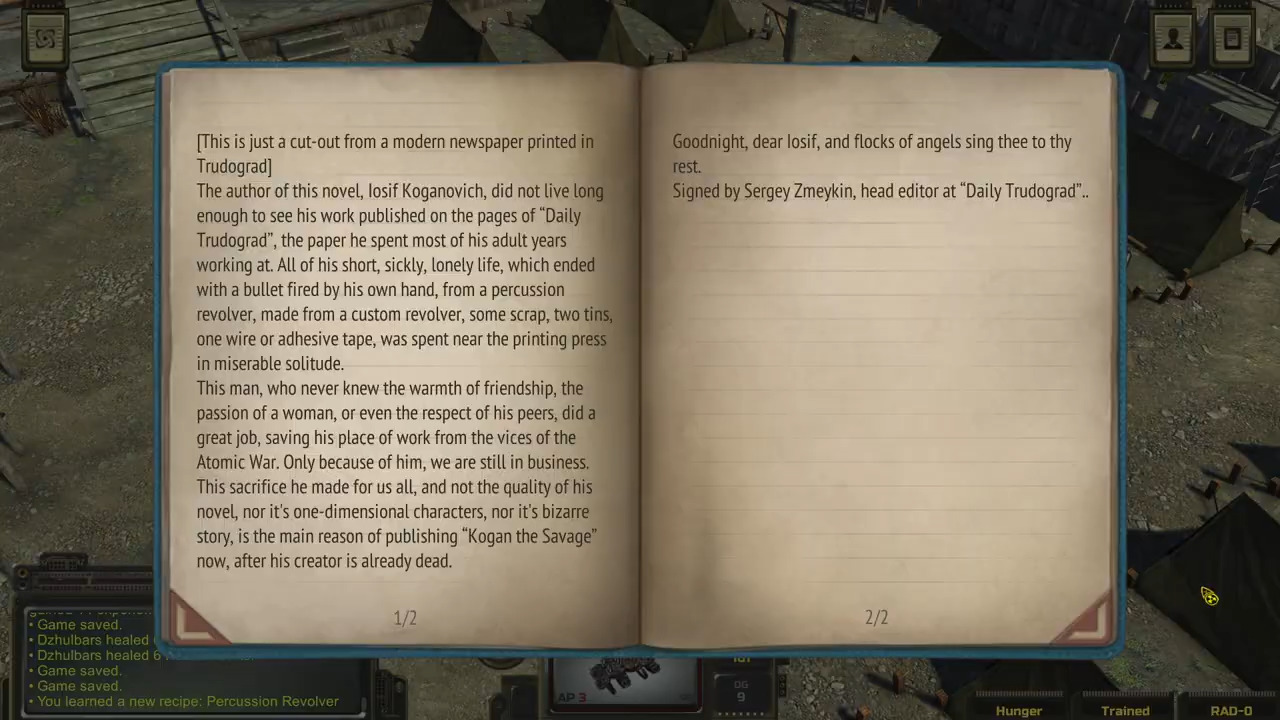 [This is just a cut-out from a modern newspaper printed in
Trudograd]
The author of this novel, Iosif Koganovich, did not live long
enough to see his work published on the pages of “Daily
Trudograd”, the paper he spent most of his adult years
working at. All of his short, sickly, lonely life, which ended
with a bullet fired by his own hand, from a percussion
revolver, made from a custom revolver, some scrap, two tins,
one wire or adhesive tape, was spent near the printing press
in miserable solitude.
This man, who never knew the warmth of friendship, the
passion of a woman, or even the respect of his peers, did a
great job, saving his place of work from the vices of the
Atomic War. Only because of him, we are still in business.
This sacrifice he made for us all, and not the quality of his
novel, nor it's one-dimensional characters, nor it's bizarre
story, is the main reason of publishing “Kogan the Savage”
now, after his creator is already dead.
1/2
Goodnight, dear Iosif, and flocks of angels sing thee to thy
rest.
Signed by Sergey Zmeykin, head editor at “Daily Trudograd”..
2/2
• Game saved.
• Dzhulbars healed
• Dzhulbars healed 6
• Game saved.
• Game saved.
• You learned a new recipe: Percussion Revolver
AP 3
DG
9
Hunger
Trained
RAD-0